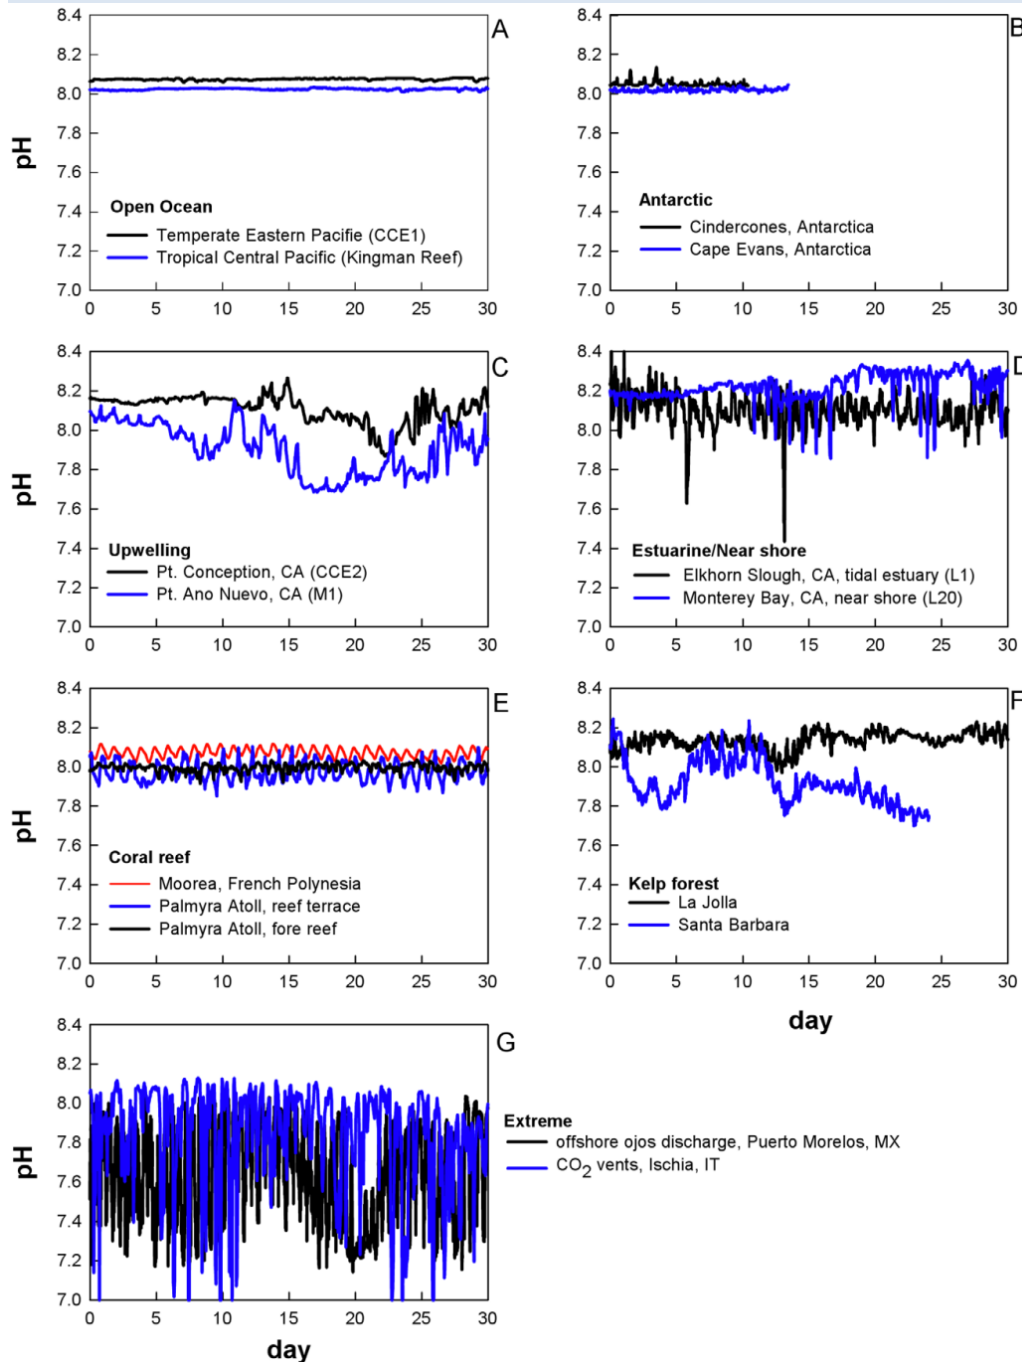 A
8.4
8.2
8.0
7.8
7.6
7.4
7.2
7.0
pH
Open Ocean
Temperate Eastern Pacific (CCE1)
Tropical Central Pacific (Kingman Reef)
0 5 10 15 20 25 30
B
8.4
8.2
8.0
7.8
7.6
7.4
7.2
7.0
Antarctic
Cindercones, Antarctica
Cape Evans, Antarctica
0 5 10 15 20 25 30
C
8.4
8.2
8.0
7.8
7.6
7.4
7.2
7.0
pH
Upwelling
Pt. Conception, CA (CCE2)
Pt. Ano Nuevo, CA (M1)
0 5 10 15 20 25 30
D
8.4
8.2
8.0
7.8
7.6
7.4
7.2
7.0
Estuarine/Near shore
Elkhorn Slough, CA, tidal estuary (L1)
Monterey Bay, CA, near shore (L20)
0 5 10 15 20 25 30
E
8.4
8.2
8.0
7.8
7.6
7.4
7.2
7.0
pH
Coral reef
Moorea, French Polynesia
Palmyra Atoll, reef terrace
Palmyra Atoll, fore reef
0 5 10 15 20 25 30
F
8.4
8.2
8.0
7.8
7.6
7.4
7.2
7.0
Kelp forest
La Jolla
Santa Barbara
0 5 10 15 20 25 30
day
G
8.4
8.2
8.0
7.8
7.6
7.4
7.2
7.0
pH
0 5 10 15 20 25 30
day
Extreme
offshore ojos discharge, Puerto Morelos, MX
CO2 vents, Ischia, IT